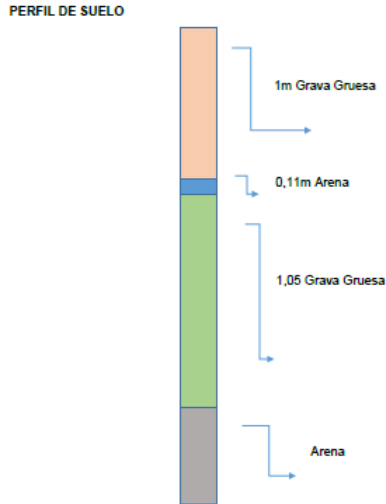 PERFIL DE SUELO
1m Grava Gruesa
0,11m Arena
1,05 Grava Gruesa
Arena